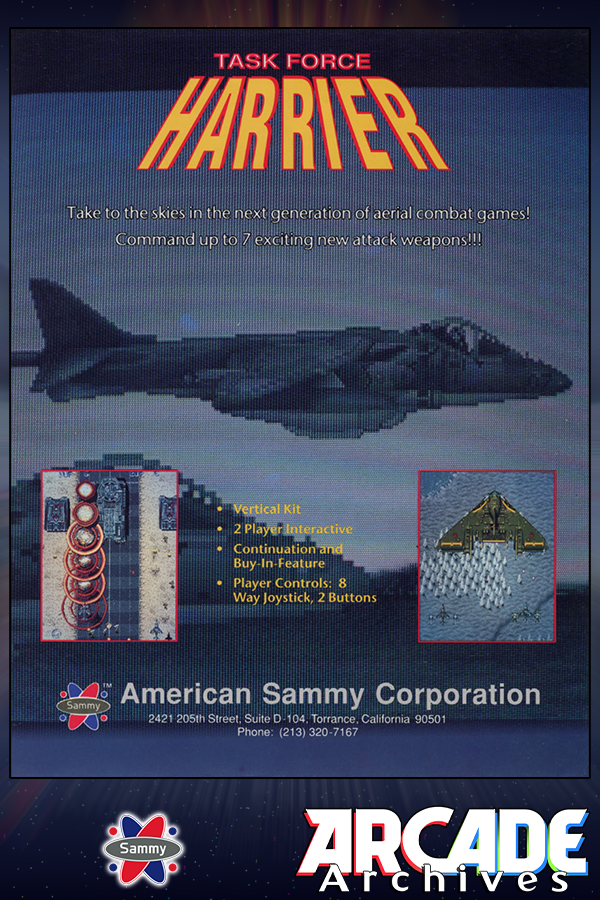 TASK FORCE
HARRIER
Take to the skies in the next generation of aerial combat games!
Command up to 7 exciting new attack weapons!!!
• Vertical Kit
• 2 Player Interactive
• Continuation and
Buy-In-Feature
• Player Controls: 8
Way Joystick, 2 Buttons
Sammy
TM
American Sammy Corporation
2421 205th Street, Suite D-104, Torrance, California 90501
Phone: (213) 320-7167
Sammy
ARCADE
Archives